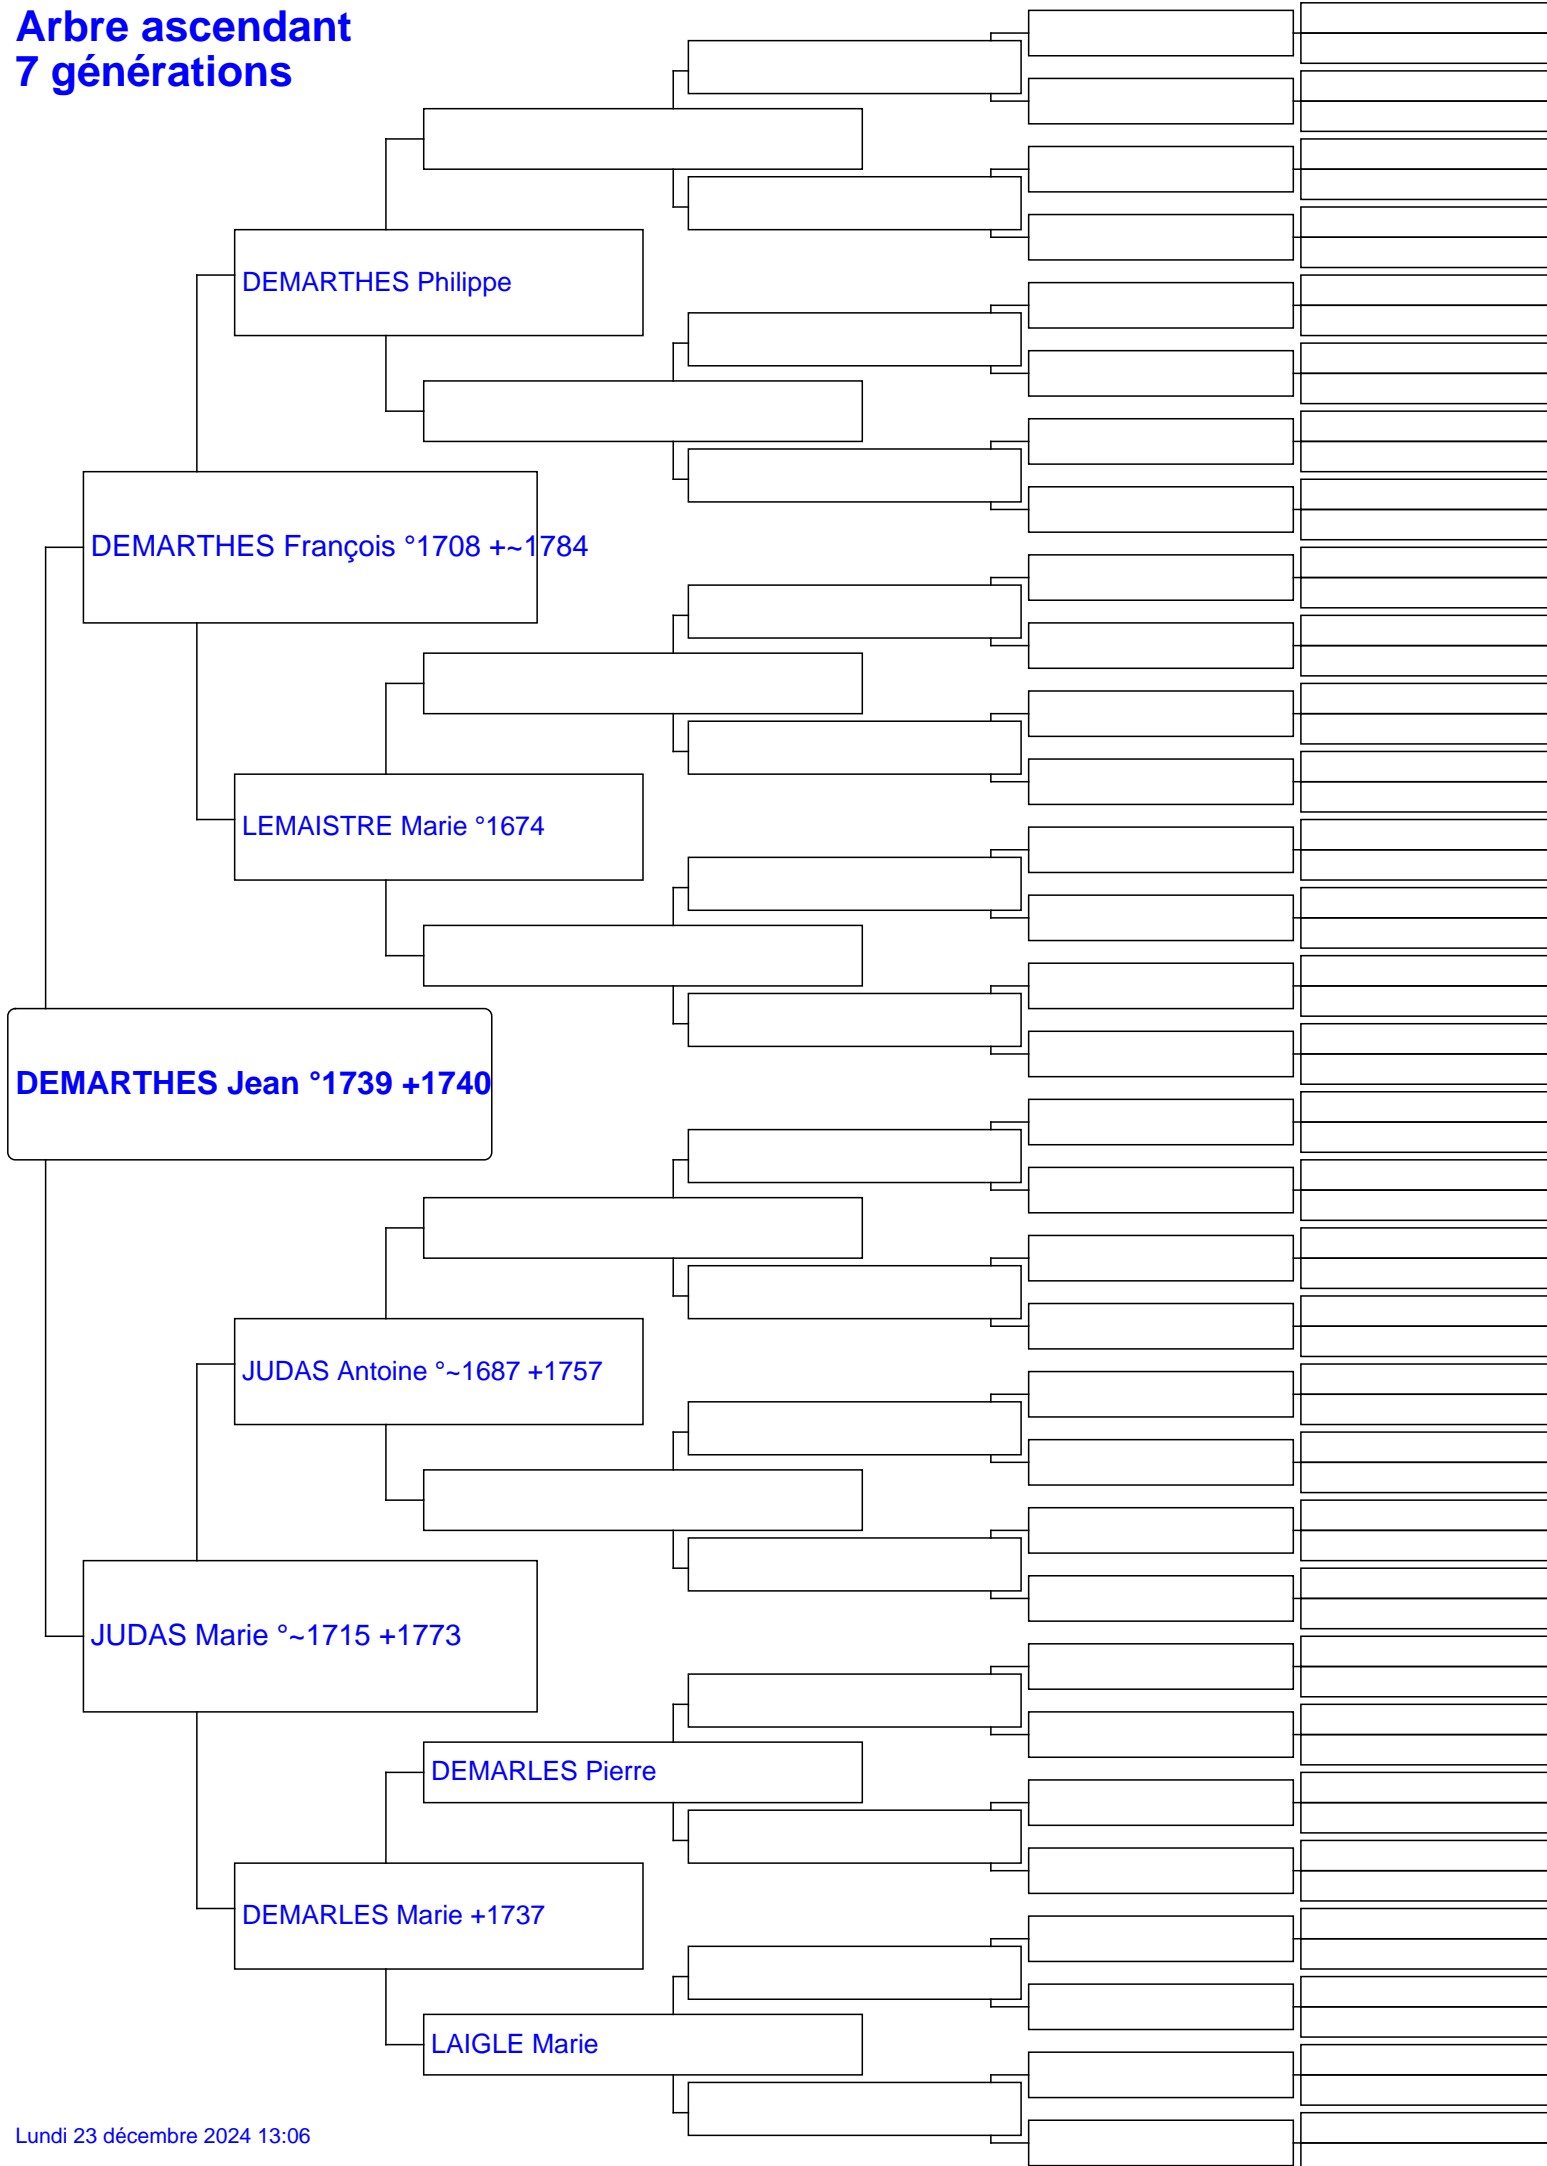 Arbre ascendant
7 générations
DEMARTHES Philippe
DEMARTHES François °1708 +~1784
LEMAISTRE Marie °1674
DEMARTHES Jean °1739 +1740
JUDAS Antoine °~1687 +1757
JUDAS Marie °~1715 +1773
DEMARLES Pierre
DEMARLES Marie +1737
LAIGLE Marie
Lundi 23 décembre 2024 13:06